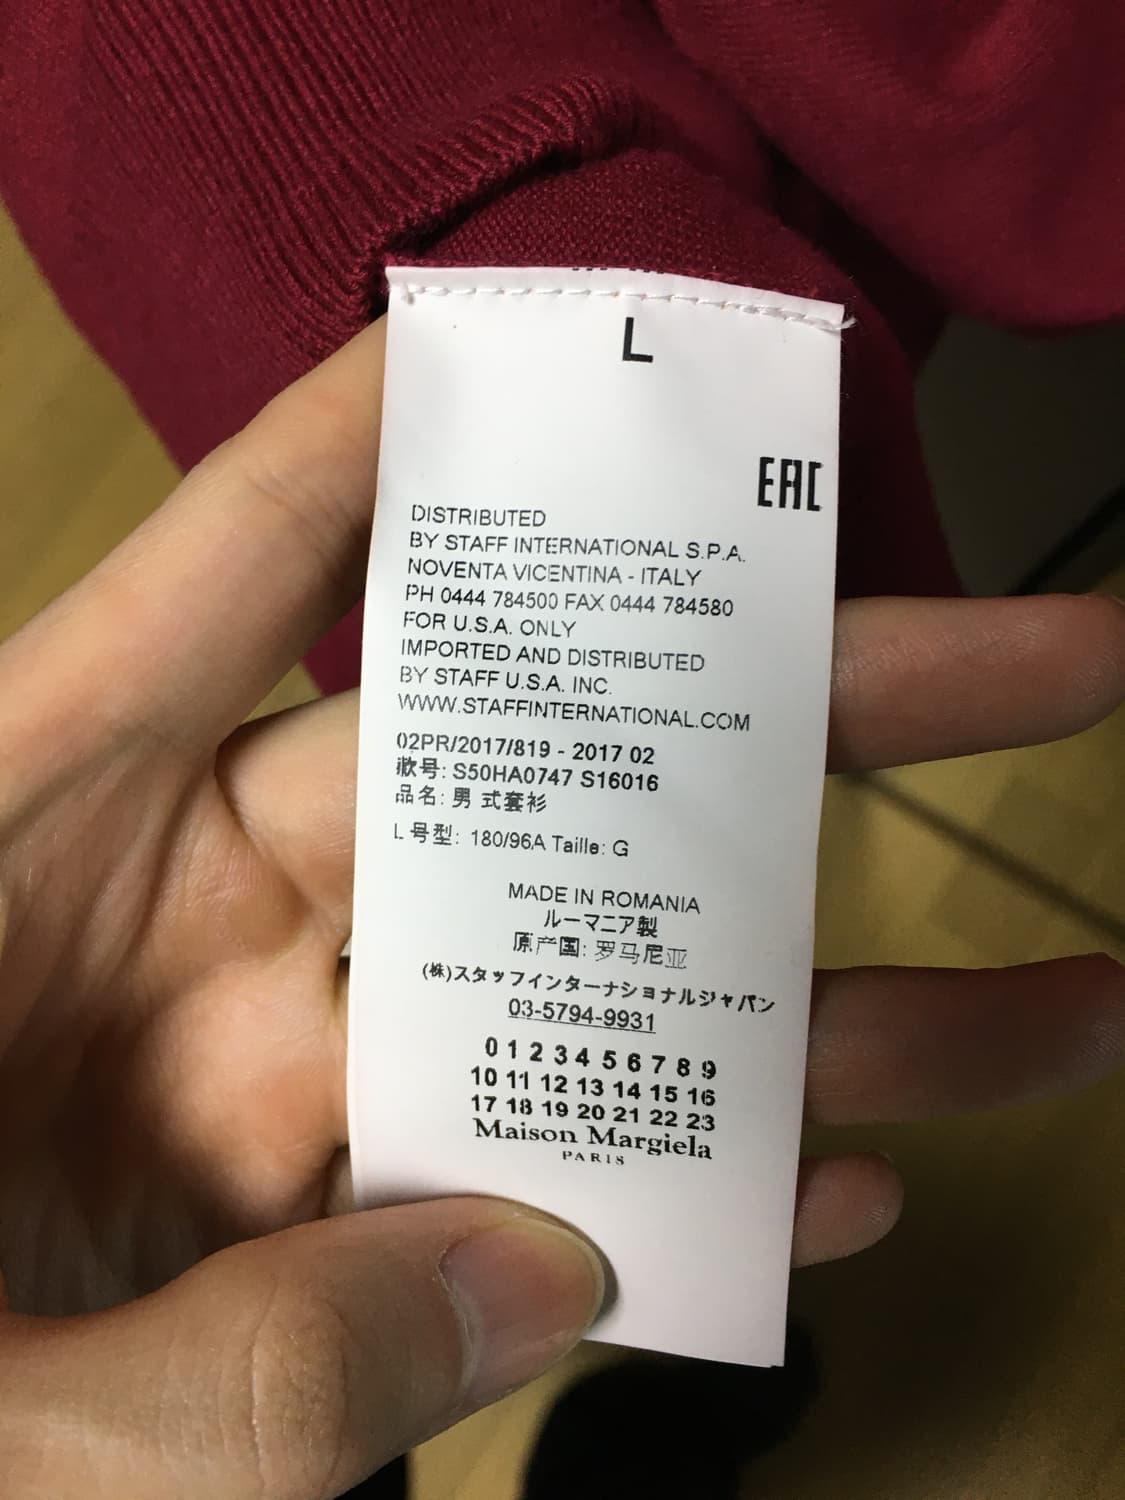 L
EAC
DISTRIBUTED
BY STAFF INTERNATIONAL S.P.A.
NOVENTA VICENTINA - ITALY
PH 0444 784500 FAX 0444 784580
FOR U.S.A. ONLY
IMPORTED AND DISTRIBUTED
BY STAFF U.S.A. INC.
WWW.STAFFINTERNATIONAL.COM
02PR/2017/819 - 2017 02
款号: S50HA0747 S16016
品名: 男 式套衫
L 号型: 180/96A Taille: G
MADE IN ROMANIA
ルーマニア製
原产国: 罗马尼亚
(株)スタッフインターナショナルジャパン
03-5794-9931
0 1 2 3 4 5 6 7 8 9
10 11 12 13 14 15 16
17 18 19 20 21 22 23
Maison Margiela
PARIS